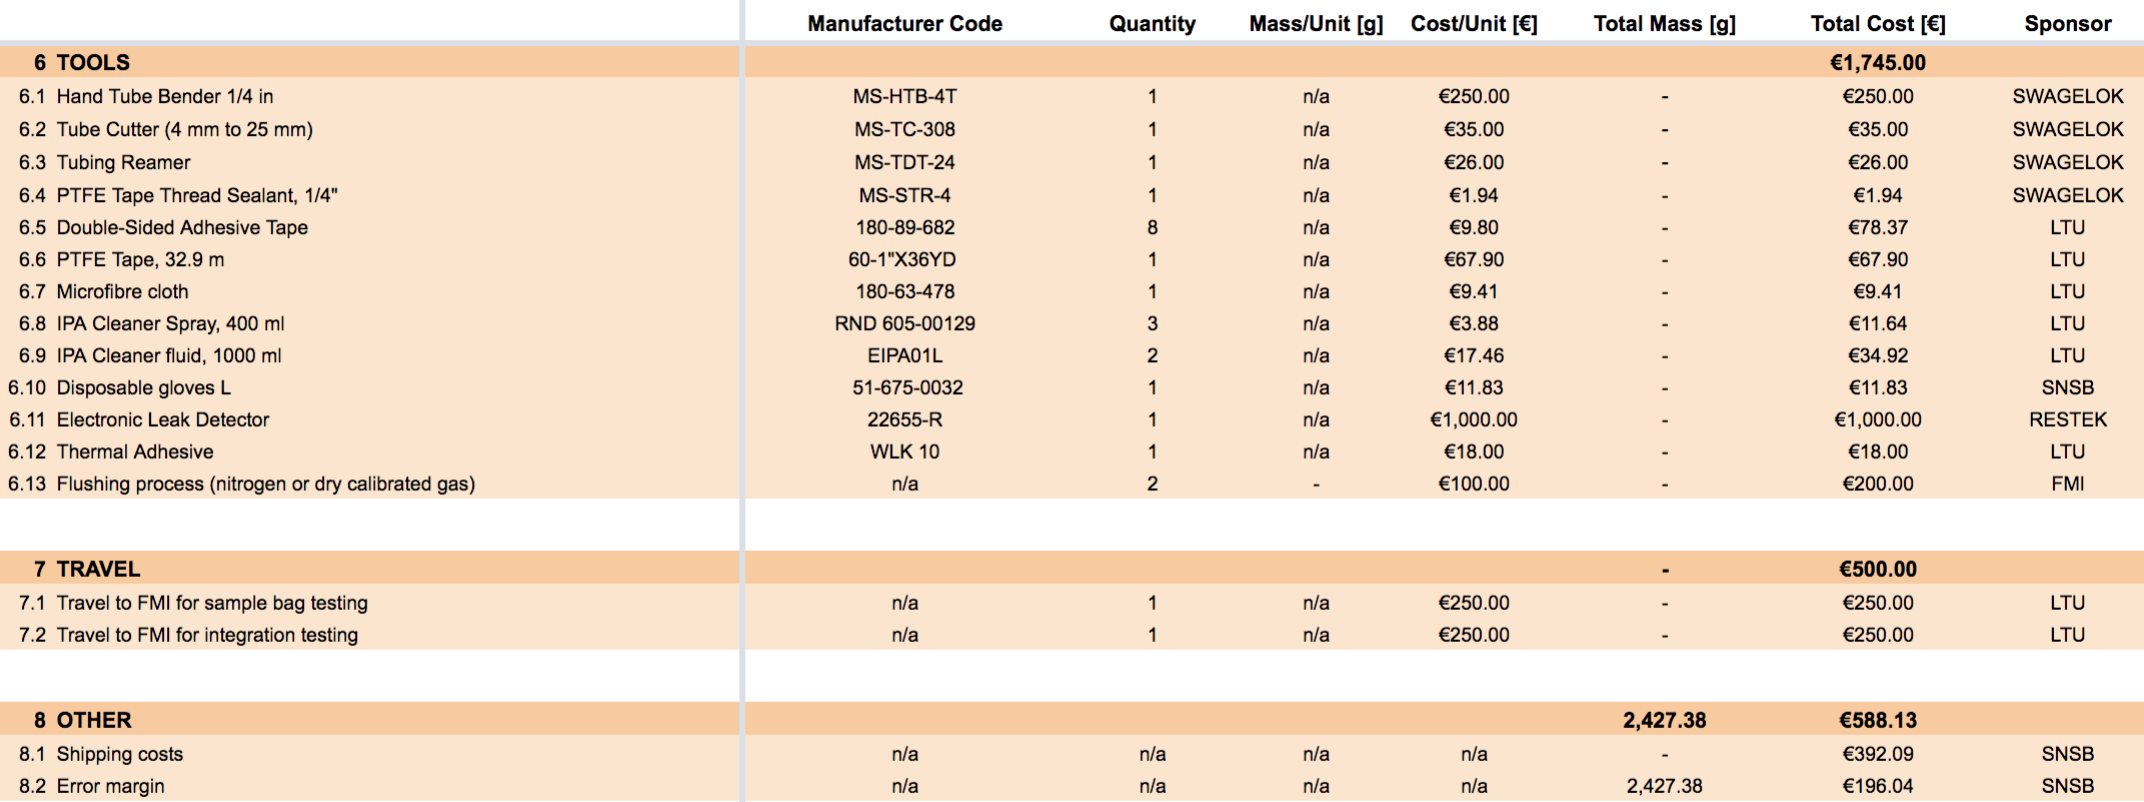 Manufacturer Code Quantity Mass/Unit [g] Cost/Unit [€] Total Mass [g] Total Cost [€] Sponsor
6 TOOLS €1,745.00
6.1 Hand Tube Bender 1/4 in MS-HTB-4T 1 n/a €250.00 - €250.00 SWAGELOK
6.2 Tube Cutter (4 mm to 25 mm) MS-TC-308 1 n/a €35.00 - €35.00 SWAGELOK
6.3 Tubing Reamer MS-TDT-24 1 n/a €26.00 - €26.00 SWAGELOK
6.4 PTFE Tape Thread Sealant, 1/4" MS-STR-4 1 n/a €1.94 - €1.94 SWAGELOK
6.5 Double-Sided Adhesive Tape 180-89-682 8 n/a €9.80 - €78.37 LTU
6.6 PTFE Tape, 32.9 m 60-1"X36YD 1 n/a €67.90 - €67.90 LTU
6.7 Microfibre cloth 180-63-478 1 n/a €9.41 - €9.41 LTU
6.8 IPA Cleaner Spray, 400 ml RND 605-00129 3 n/a €3.88 - €11.64 LTU
6.9 IPA Cleaner fluid, 1000 ml EIPA01L 2 n/a €17.46 - €34.92 LTU
6.10 Disposable gloves L 51-675-0032 1 n/a €11.83 - €11.83 SNSB
6.11 Electronic Leak Detector 22655-R 1 n/a €1,000.00 - €1,000.00 RESTEK
6.12 Thermal Adhesive WLK 10 1 n/a €18.00 - €18.00 LTU
6.13 Flushing process (nitrogen or dry calibrated gas) n/a 2 - €100.00 - €200.00 FMI
7 TRAVEL - €500.00
7.1 Travel to FMI for sample bag testing n/a 1 n/a €250.00 - €250.00 LTU
7.2 Travel to FMI for integration testing n/a 1 n/a €250.00 - €250.00 LTU
8 OTHER 2,427.38 €588.13
8.1 Shipping costs n/a n/a n/a n/a - €392.09 SNSB
8.2 Error margin n/a n/a n/a n/a 2,427.38 €196.04 SNSB